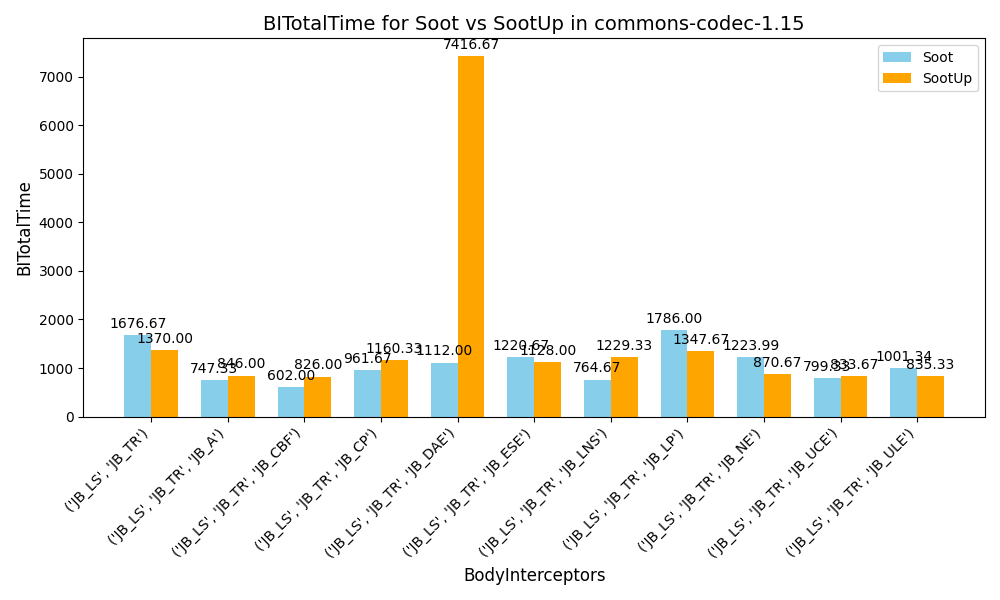 BITotalTime for Soot vs SootUp in commons-codec-1.15
Soot
SootUp
BITotalTime
7000
6000
5000
4000
3000
2000
1000
0
1676.67
1370.00
747.33
846.00
602.00
826.00
961.67
1160.33
1112.00
7416.67
1220.67
1128.00
764.67
1229.33
1786.00
1347.67
1223.99
870.67
799.33
833.67
1001.34
835.33
('JB_LS', 'JB_TR')
('JB_LS', 'JB_TR', 'JB_A')
('JB_LS', 'JB_TR', 'JB_CBF')
('JB_LS', 'JB_TR', 'JB_CP')
('JB_LS', 'JB_TR', 'JB_DAE')
('JB_LS', 'JB_TR', 'JB_ESE')
('JB_LS', 'JB_TR', 'JB_LNS')
('JB_LS', 'JB_TR', 'JB_LP')
('JB_LS', 'JB_TR', 'JB_NE')
('JB_LS', 'JB_TR', 'JB_UCE')
('JB_LS', 'JB_TR', 'JB_ULE')
BodyInterceptors